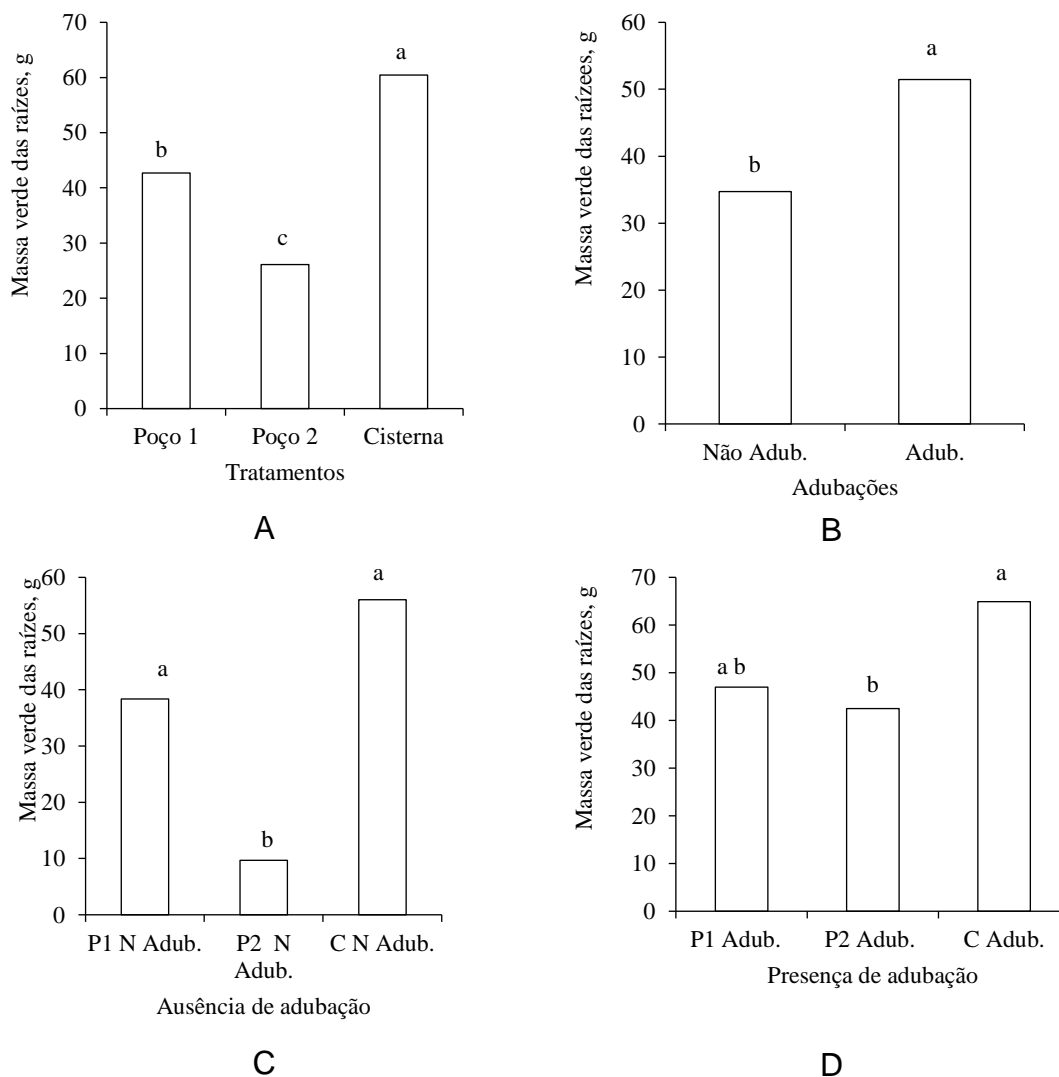 Massa verde das raízes, g
70
60
50
40
30
20
10
0
a
b
c
Poço 1 Poço 2 Cisterna
Tratamentos
A
Massa verde das raízees, g
60
50
40
30
20
10
0
a
b
Não Adub. Adub.
Adubações
B
Massa verde das raízes, g
60
50
40
30
20
10
0
a
a
b
P1 N Adub. P2 N C N Adub.
Adub.
Ausência de adubação
C
Massa verde das raízes, g
70
60
50
40
30
20
10
0
a
a b
b
P1 Adub. P2 Adub. C Adub.
Presença de adubação
D